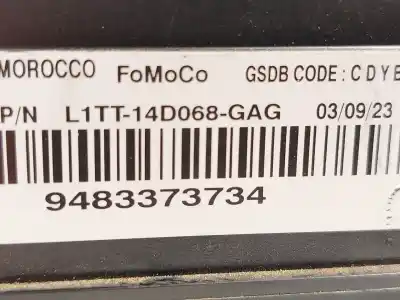 MOROCCO FoMoCo GSDB CODE : C D Y E
P/N L1TT-14D068-GAG 03/09/23
9483373734